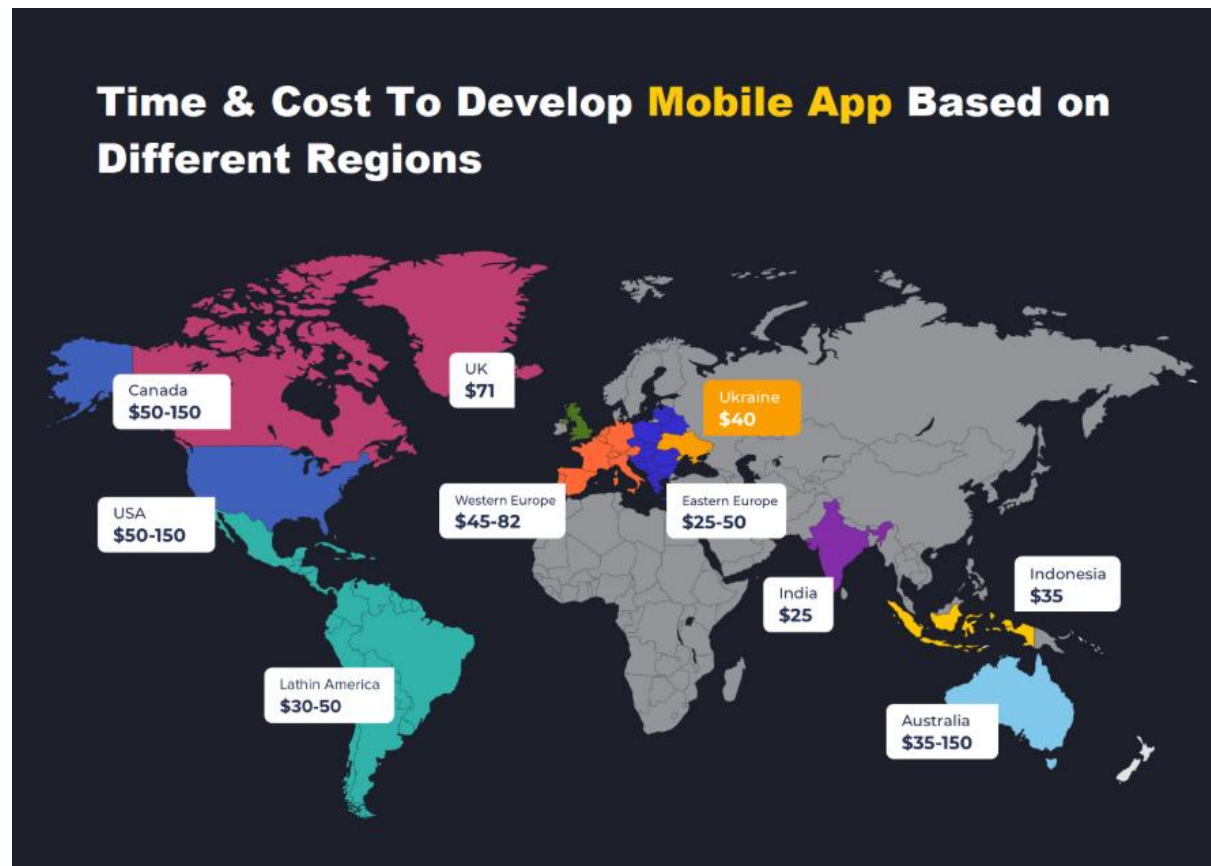 Time & Cost To Develop Mobile App Based on
Different Regions
UK
$71
Canada
$50-150
Ukraine
$40
Western Europe
$45-82
Eastern Europe
$25-50
USA
$50-150
Indonesia
$35
India
$25
Lathin America
$30-50
Australia
$35-150